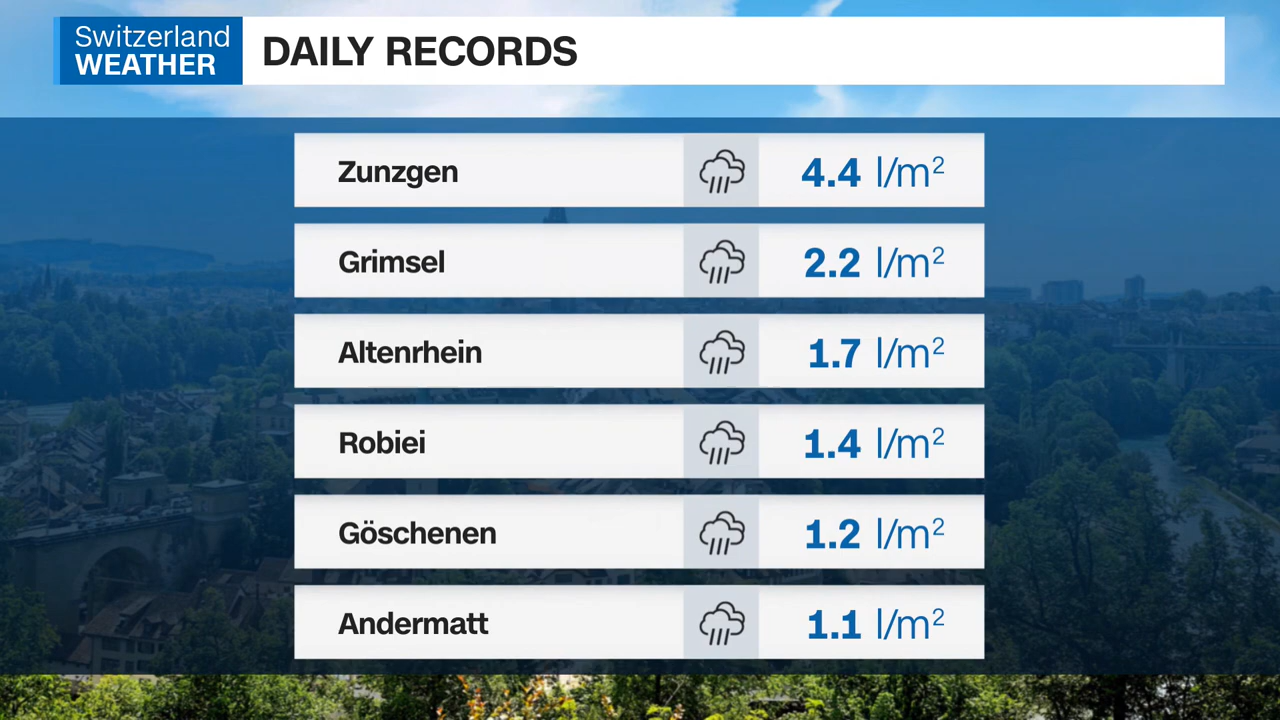 Switzerland
WEATHER
DAILY RECORDS
Zunzgen 4.4 l/m²
Grimsel 2.2 l/m²
Altenrhein 1.7 l/m²
Robiei 1.4 l/m²
Göschenen 1.2 l/m²
Andermatt 1.1 l/m²